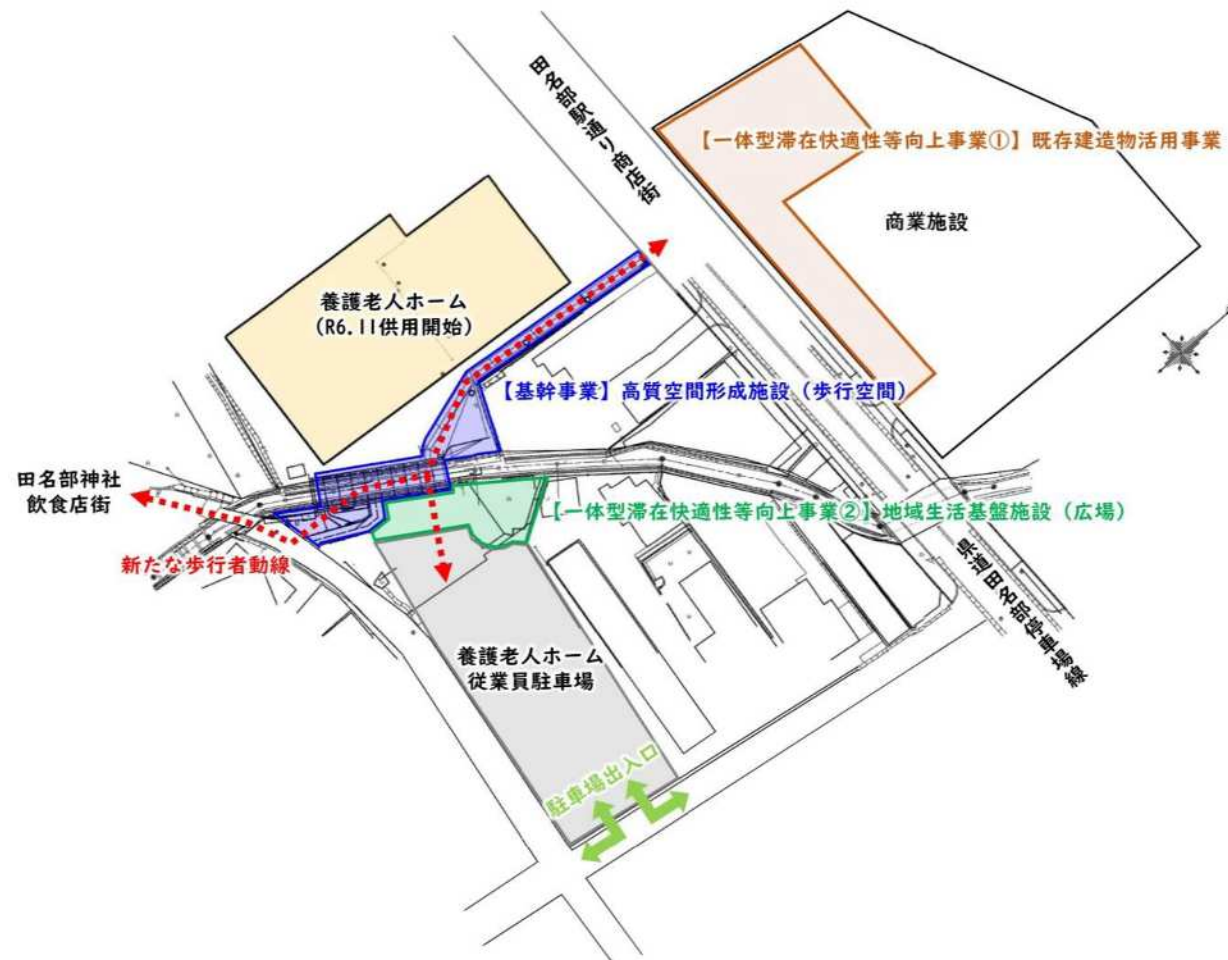 田名部駅通り商店街
【一体型滞在快適性等向上事業①】既存建造物活用事業
商業施設
養護老人ホーム
（R6.11供用開始）
【基幹事業】高質空間形成施設（歩行空間）
田名部神社
飲食店街
【一体型滞在快適性等向上事業②】地域生活基盤施設（広場）
新たな歩行者動線
県道田名部停車場線
養護老人ホーム
従業員駐車場
駐車場出入口